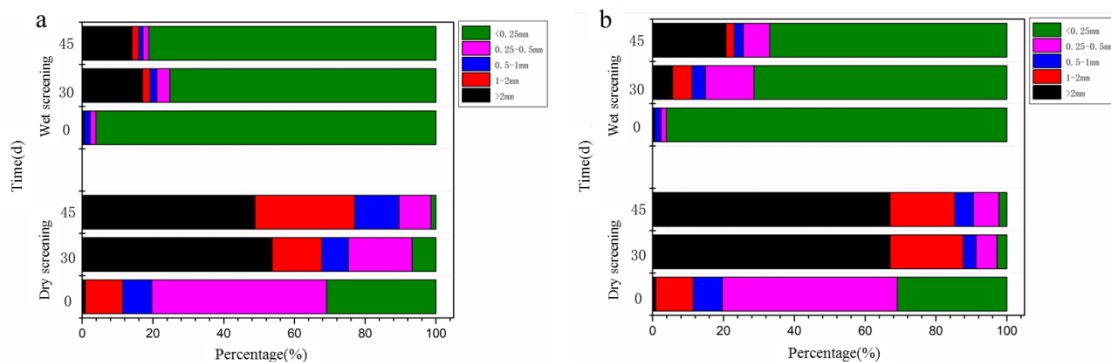 a
Wet screening
45
30
0
Time(d)
Dry screening
45
30
0
0 20 40 60 80 100
Percentage(%)
<0.25mm
0.25-0.5mm
0.5-1mm
1-2mm
>2mm
b
Wet screening
45
30
0
Time(d)
Dry screening
45
30
0
0 20 40 60 80 100
Percentage(%)
<0.25mm
0.25-0.5mm
0.5-1mm
1-2mm
>2mm